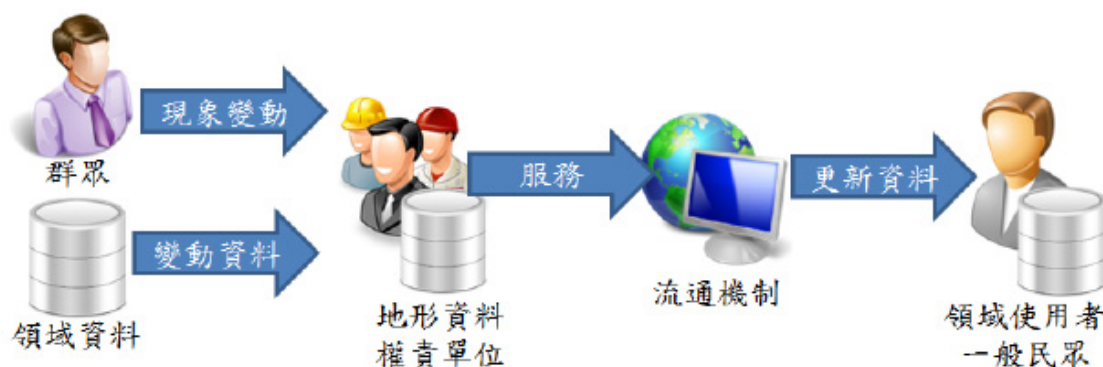 現象變動
群眾
服務
更新資料
變動資料
領域資料
地形資料
權責單位
流通機制
領域使用者
一般民眾